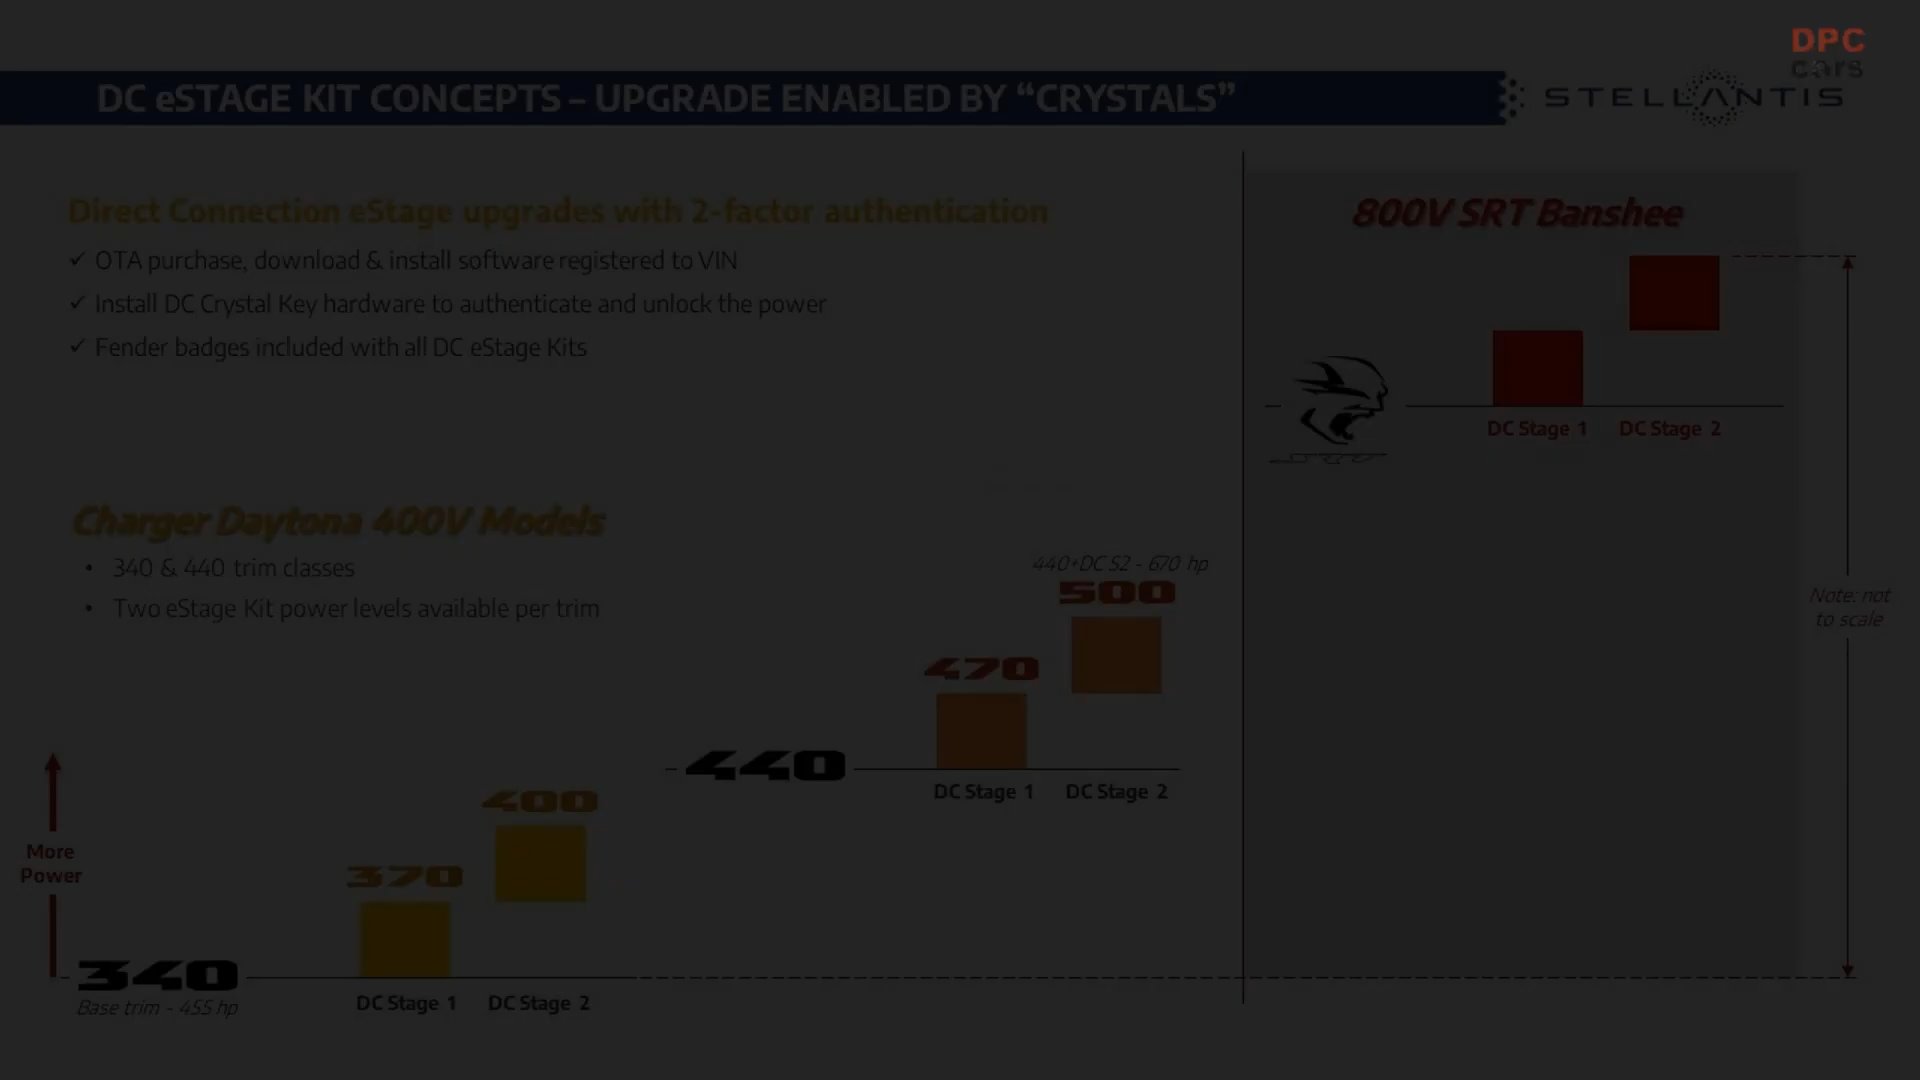 DPC
cars
DC eSTAGE KIT CONCEPTS – UPGRADE ENABLED BY “CRYSTALS”
STELLANTIS
Direct Connection eStage upgrades with 2-factor authentication
✓ OTA purchase, download & install software registered to VIN
✓ Install DC Crystal Key hardware to authenticate and unlock the power
✓ Fender badges included with all DC eStage Kits
800V SRT Banshee
DC Stage 1 DC Stage 2
Charger Daytona 400V Models
• 340 & 440 trim classes
• Two eStage Kit power levels available per trim
440+DC S2 - 670 hp
500
470
440
DC Stage 1 DC Stage 2
Note: not
to scale
More
Power
400
370
340
Base trim - 455 hp
DC Stage 1 DC Stage 2